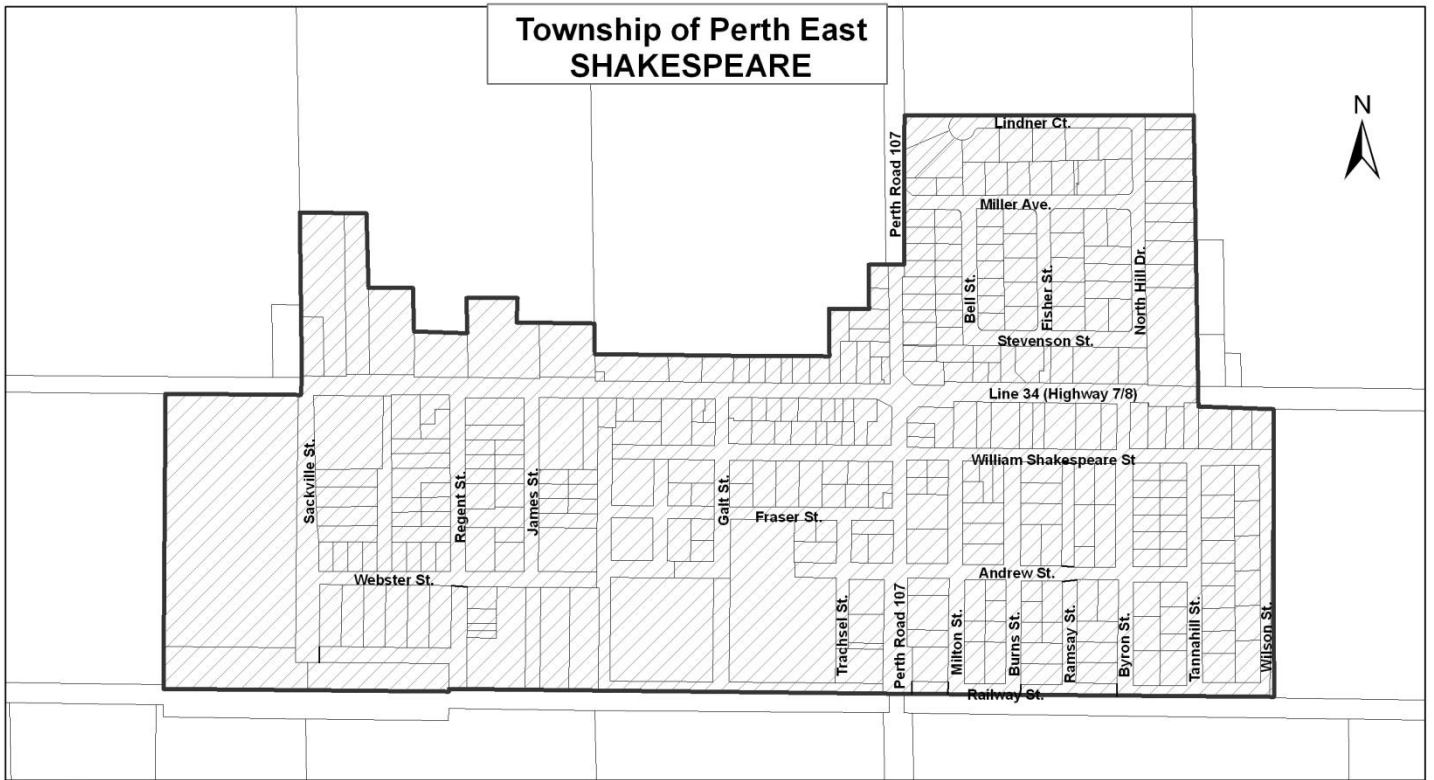 Township of Perth East
SHAKESPEARE
N
Lindner Ct.
Perth Road 107
Miller Ave.
Bell St.
Fisher St.
North Hill Dr.
Stevenson St.
Line 34 (Highway 7/8)
William Shakespeare St
Sackville St.
Regent St.
James St.
Galt St.
Fraser St.
Webster St.
Andrew St.
Trachsel St.
Perth Road 107
Milton St.
Burns St.
Ramsay St.
Byron St.
Tannahill St.
Wilson St.
Railway St.